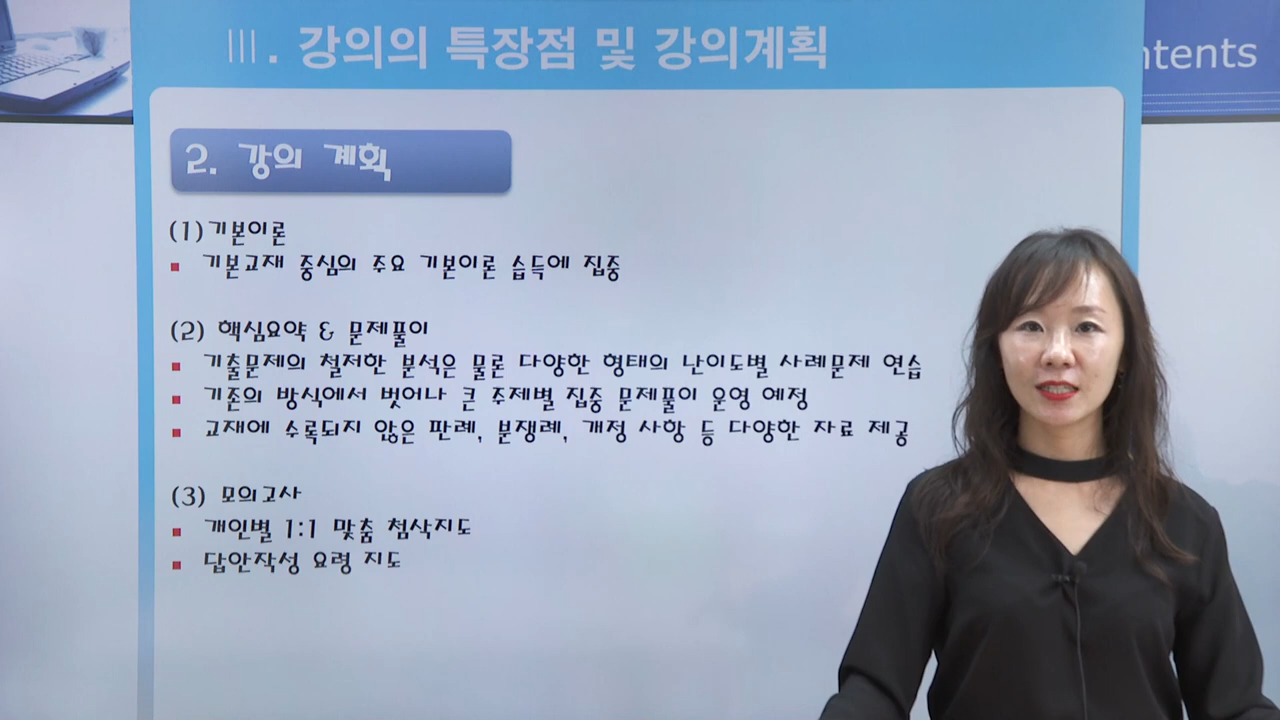 Ⅲ. 강의의 특장점 및 강의계획
ntents
2. 강의 계획
(1) 기본이론
기본교재 중심의 주요 기본이론 습득에 집중
(2) 핵심요약 & 문제풀이
기출문제의 철저한 분석은 물론 다양한 형태의 난이도별 사례문제 연습
기존의 방식에서 벗어나 큰 주제별 집중 문제풀이 운영 예정
교재에 수록되지 않은 판례, 분쟁례, 개정 사항 등 다양한 자료 제공
(3) 모의고사
개인별 1:1 맞춤 첨삭지도
답안작성 요령 지도